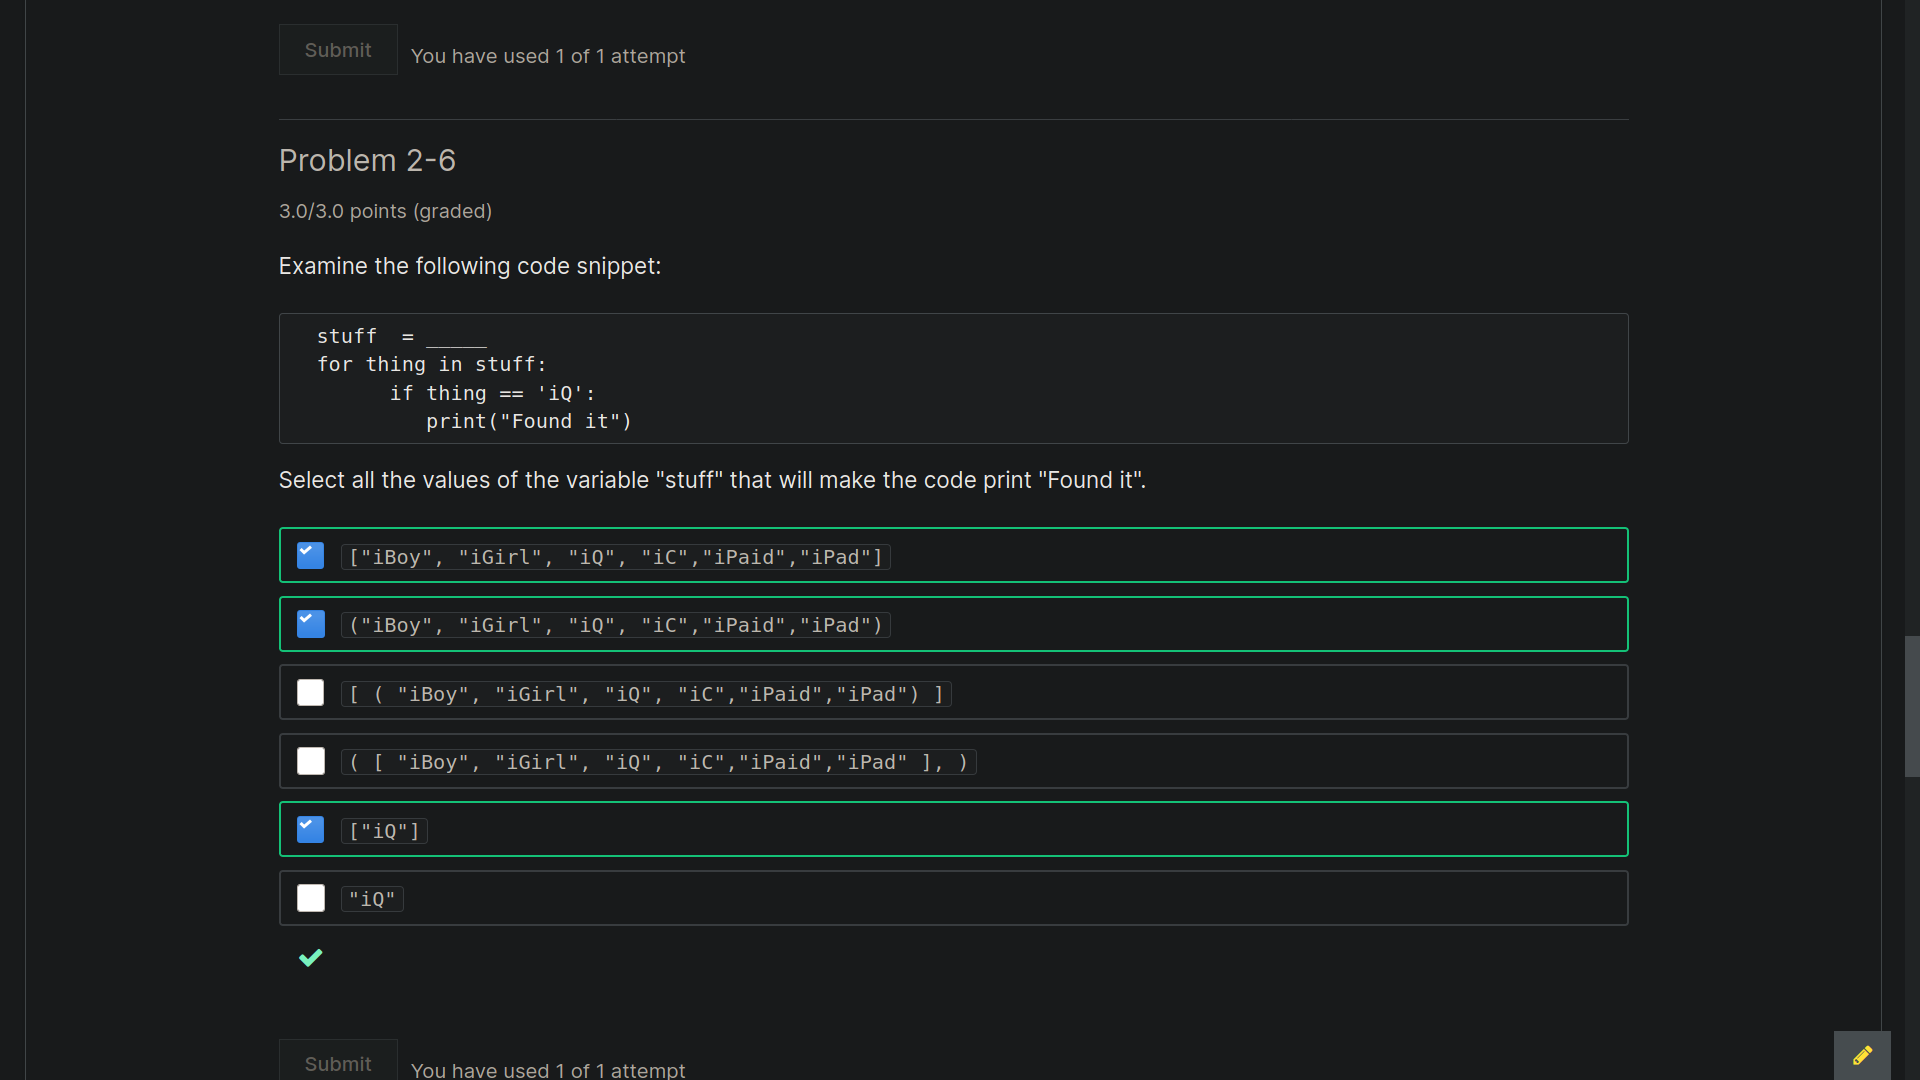 Submit
You have used 1 of 1 attempt
Problem 2-6
3.0/3.0 points (graded)
Examine the following code snippet:
stuff  = _____
for thing in stuff:
      if thing == 'iQ':
         print("Found it")
Select all the values of the variable "stuff" that will make the code print "Found it".
["iBoy", "iGirl", "iQ", "iC","iPaid","iPad"]
("iBoy", "iGirl", "iQ", "iC","iPaid","iPad")
[ ( "iBoy", "iGirl", "iQ", "iC","iPaid","iPad") ]
( [ "iBoy", "iGirl", "iQ", "iC","iPaid","iPad" ], )
["iQ"]
"iQ"
Submit
You have used 1 of 1 attempt